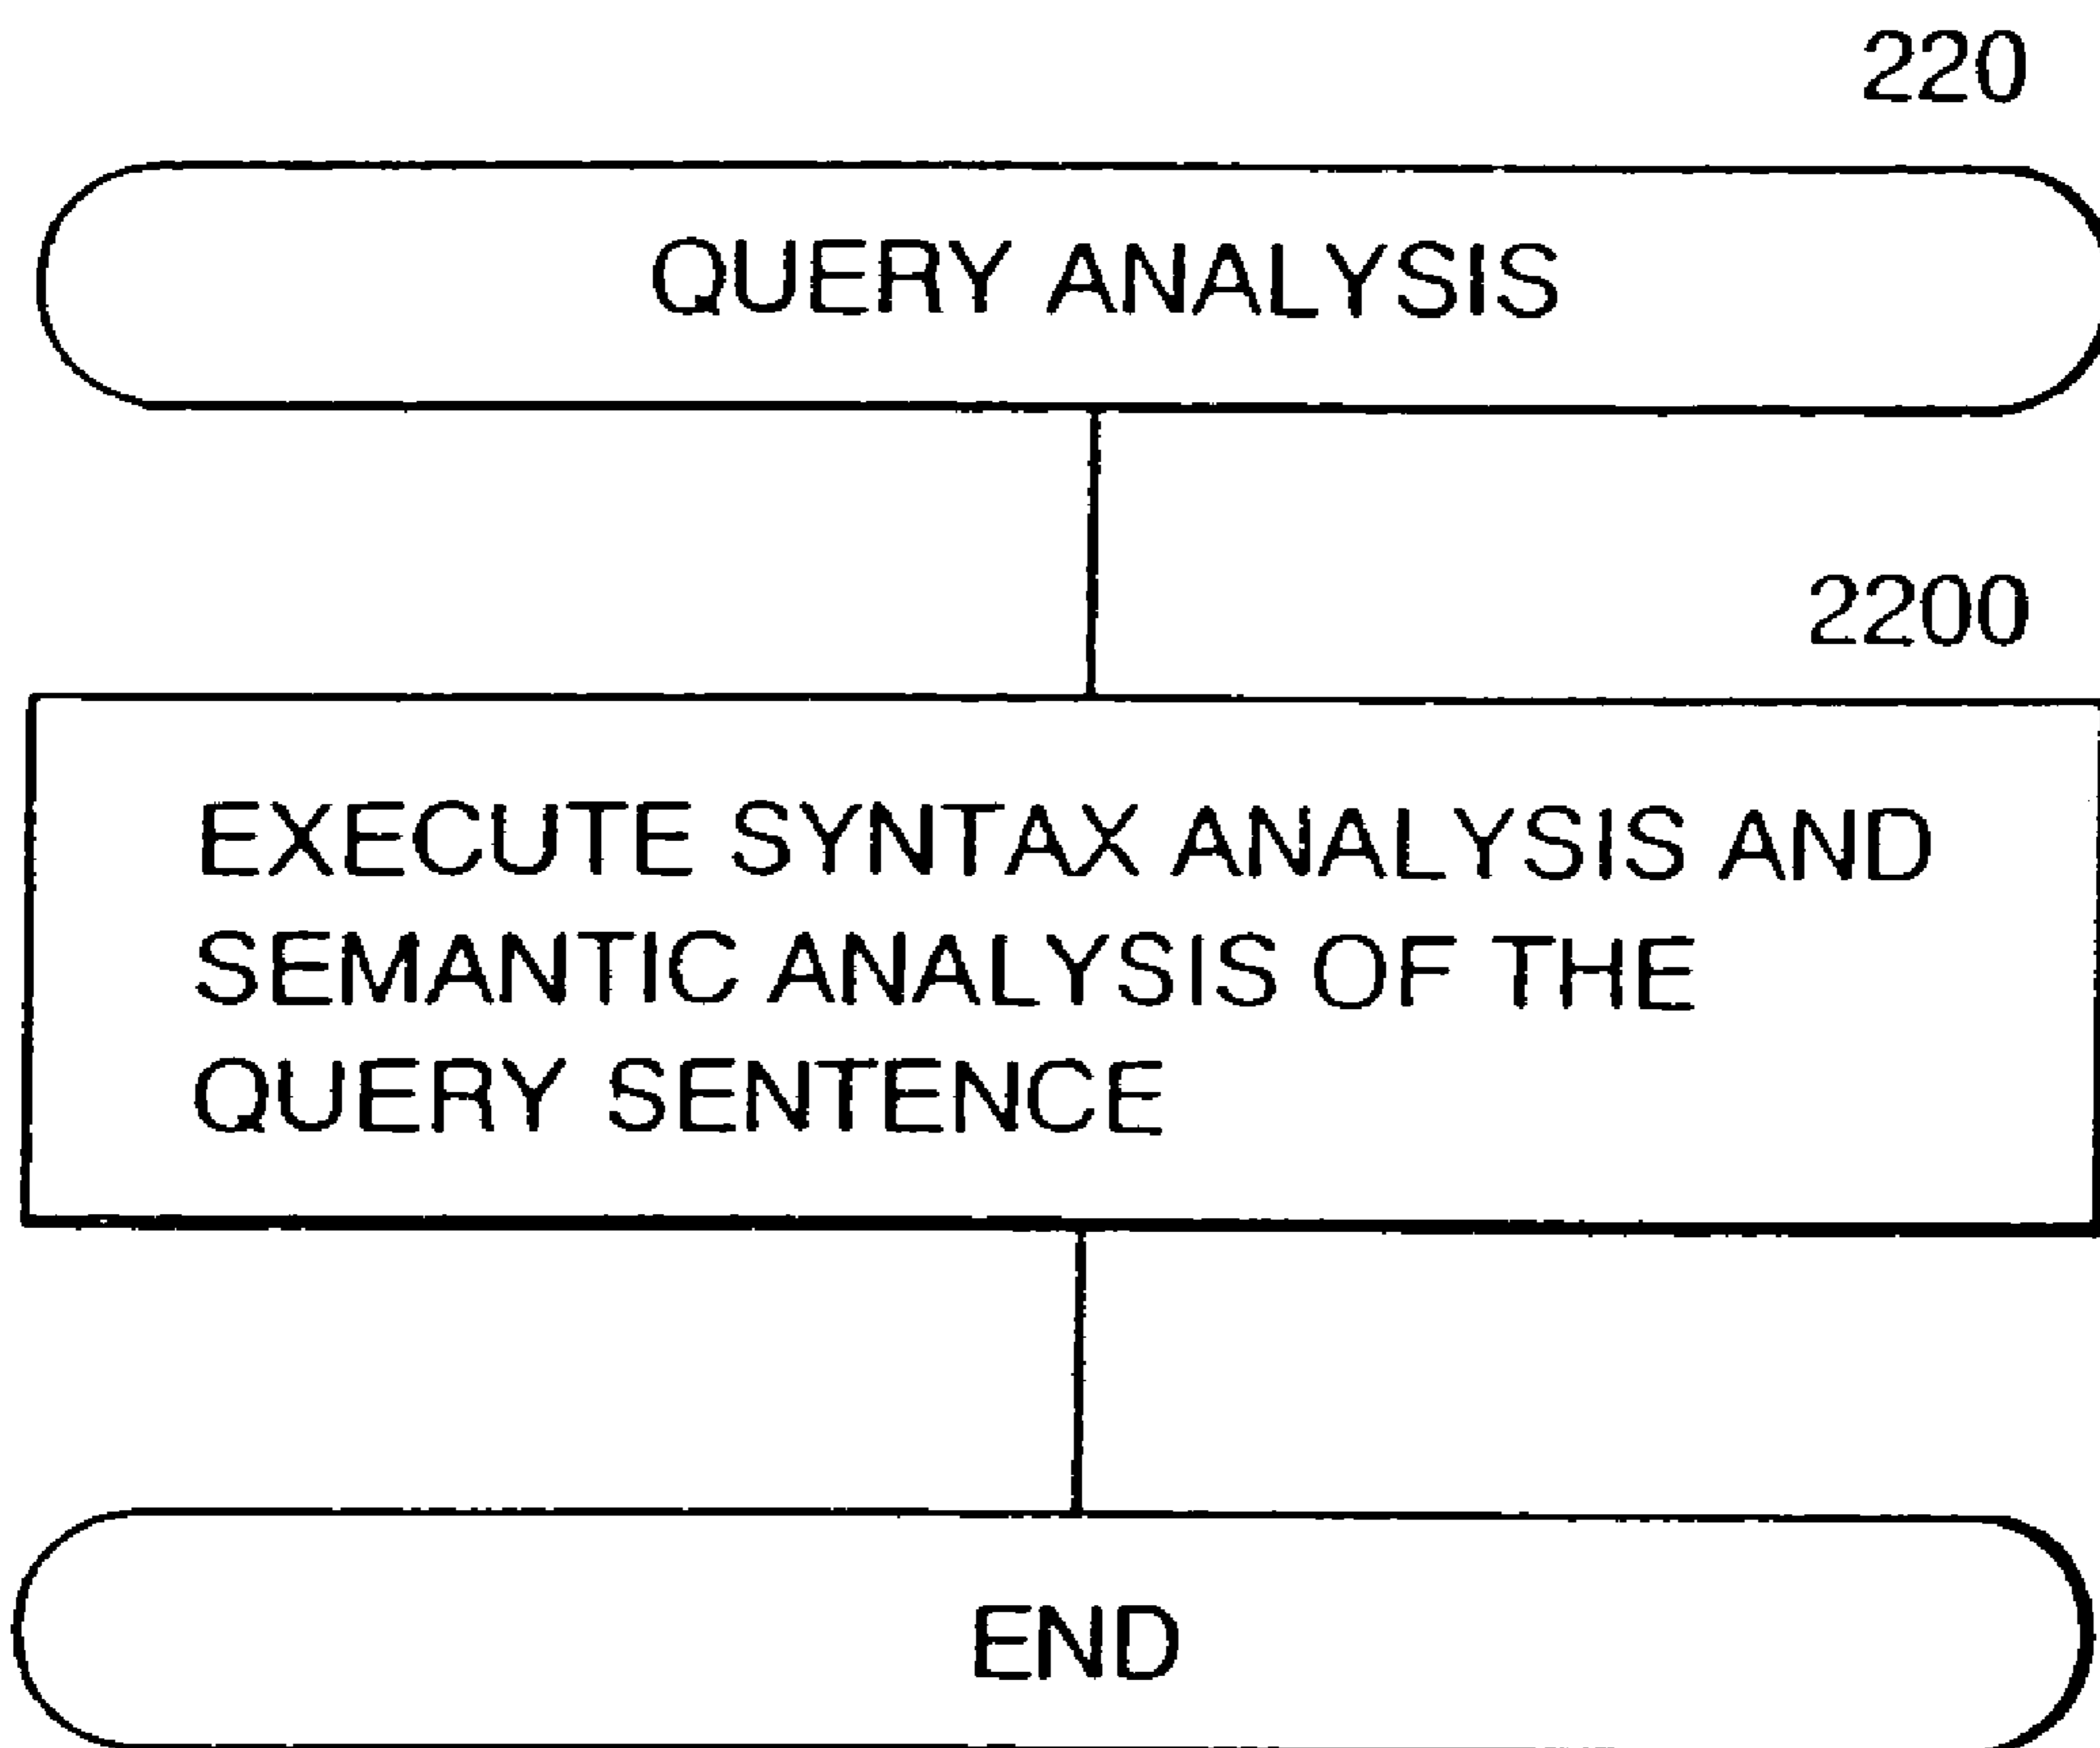 220
QUERY ANALYSIS
2200
EXECUTE SYNTAX ANALYSIS AND
SEMANTIC ANALYSIS OF THE
QUERY SENTENCE
END